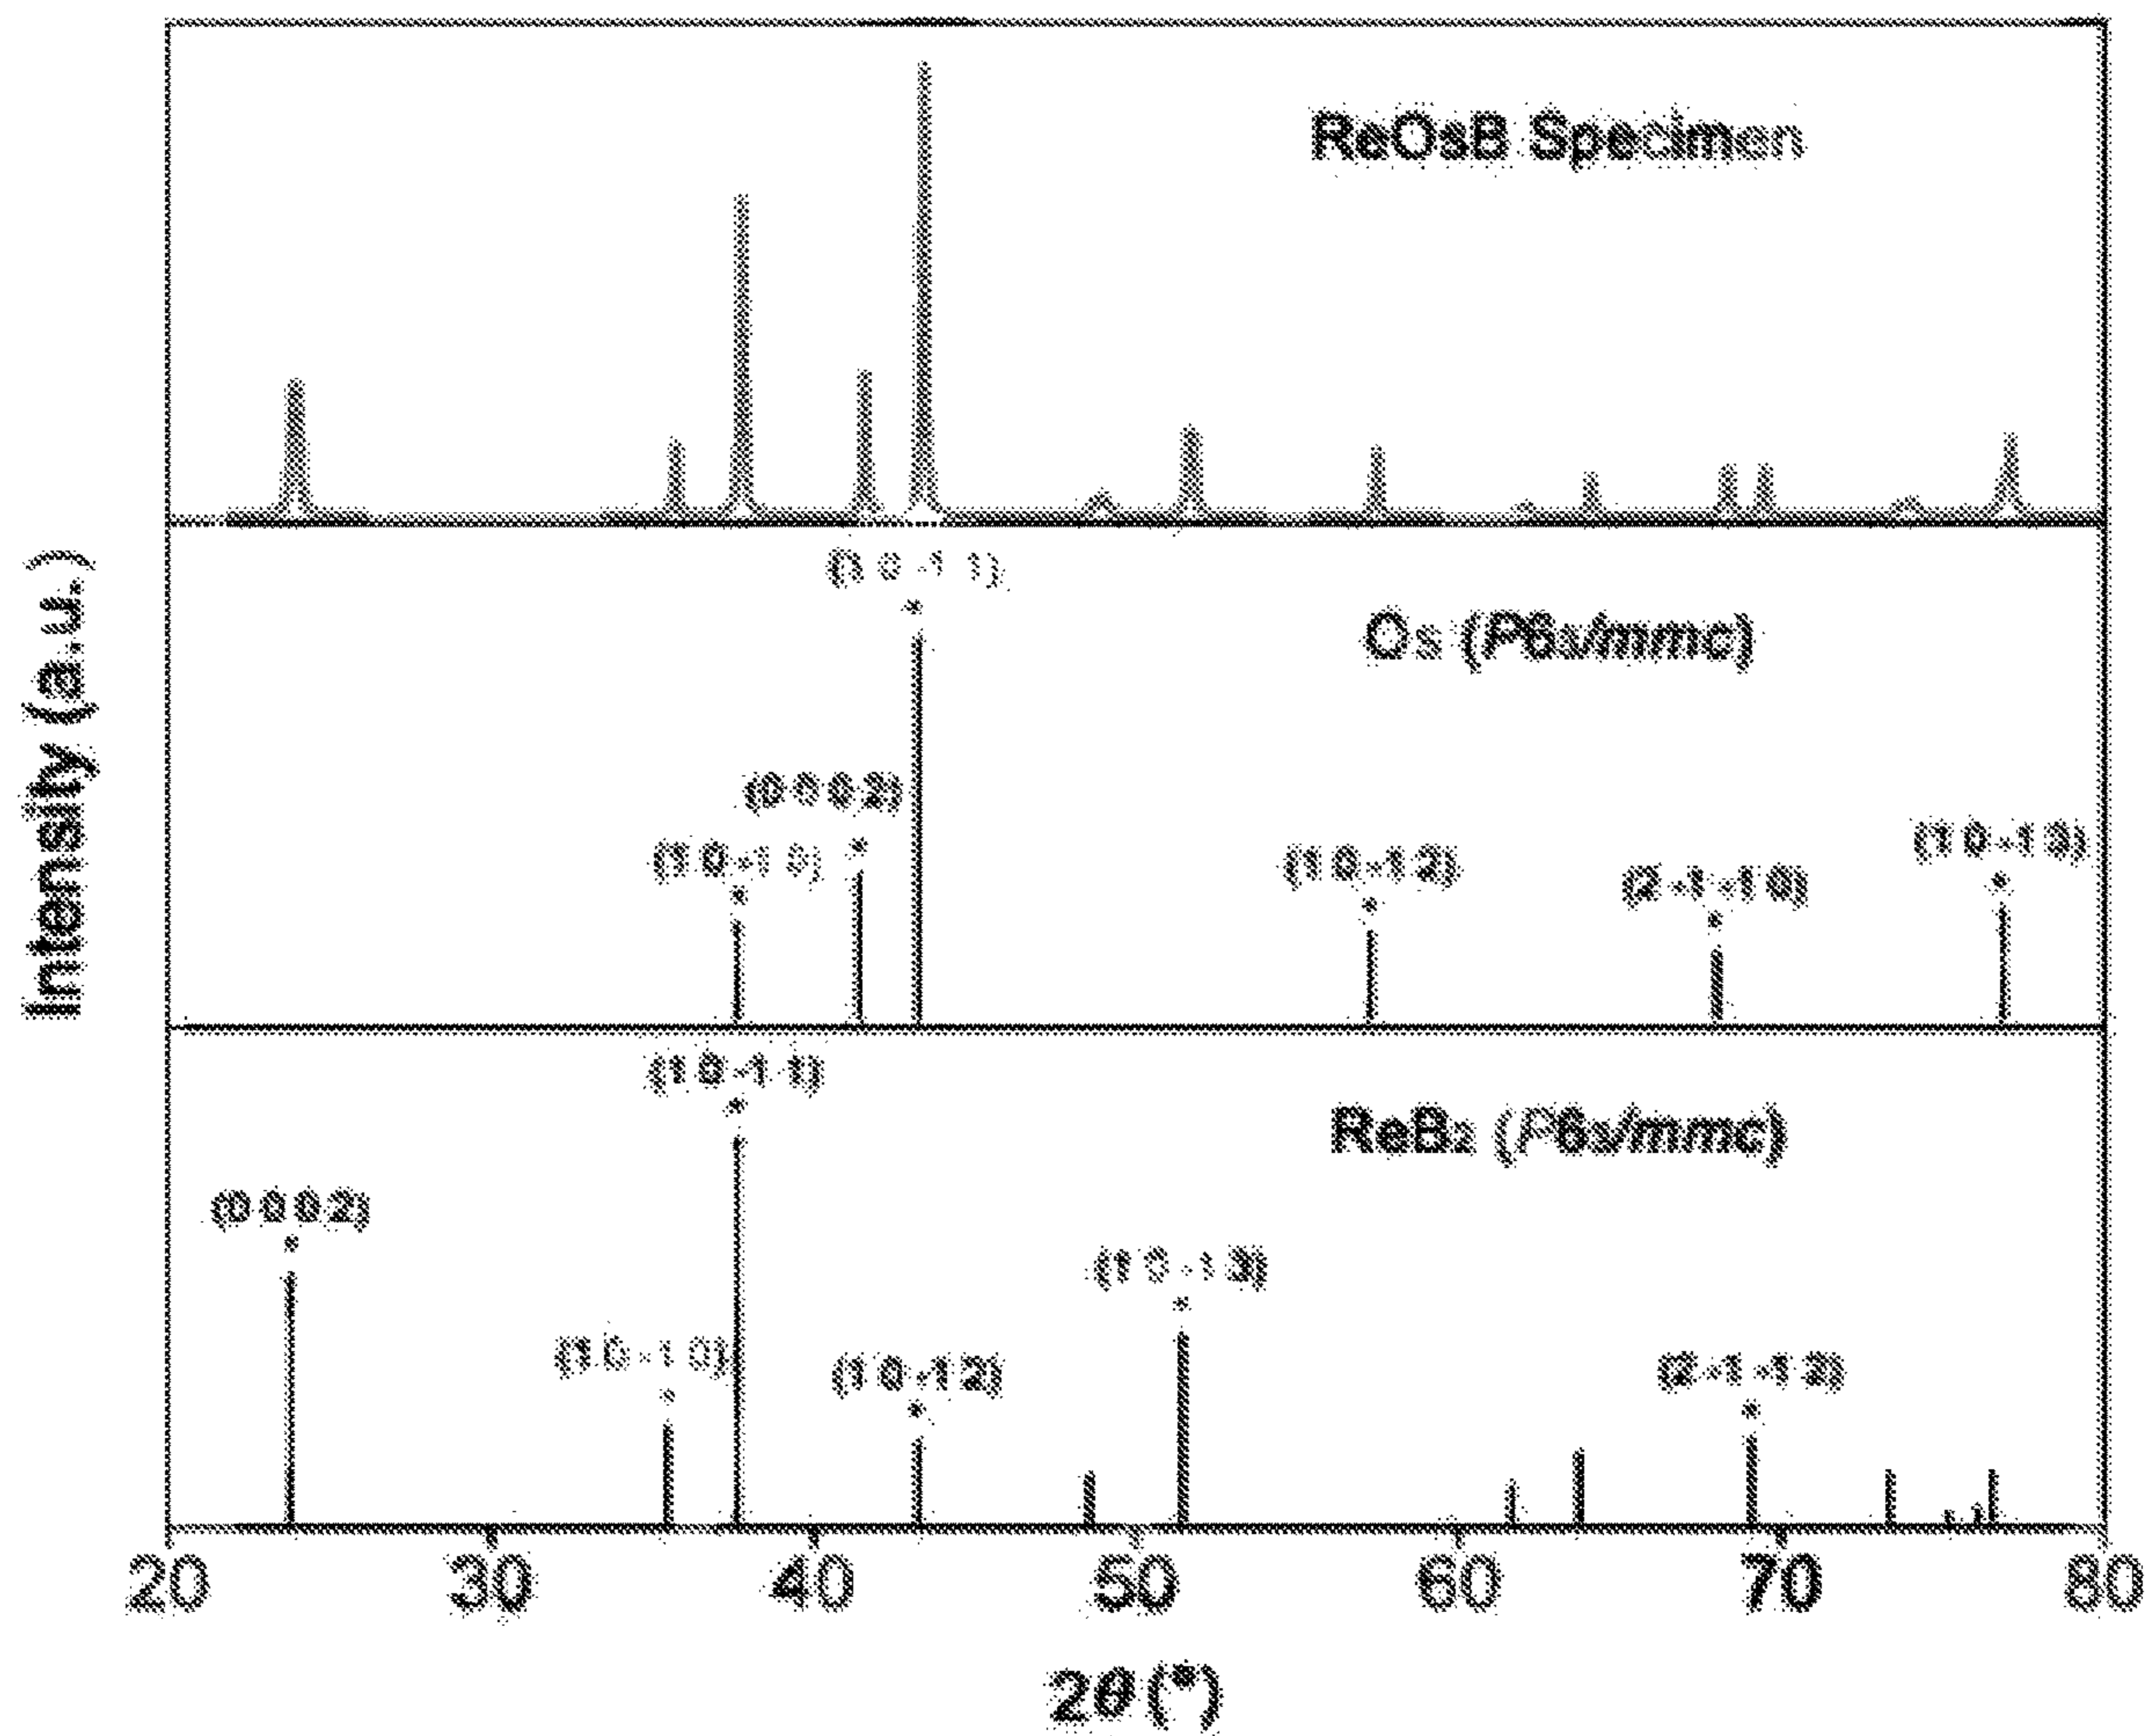 ReOsB Specimen
(1 0 -1 1)
*
Os (P6₃/mmc)
(0 0 0 2)
*
(1 0 -1 0)
*
(1 0 -1 2)
*
(2 -1 -1 0)
*
(1 0 -1 3)
*
Intensity (a.u.)
(1 0 -1 1)
*
ReB₂ (P6₃/mmc)
(0 0 0 2)
*
(1 0 -1 0)
*
(1 0 -1 2)
*
(1 0 -1 3)
*
(2 -1 -1 2)
*
20 30 40 50 60 70 80
2θ (°)